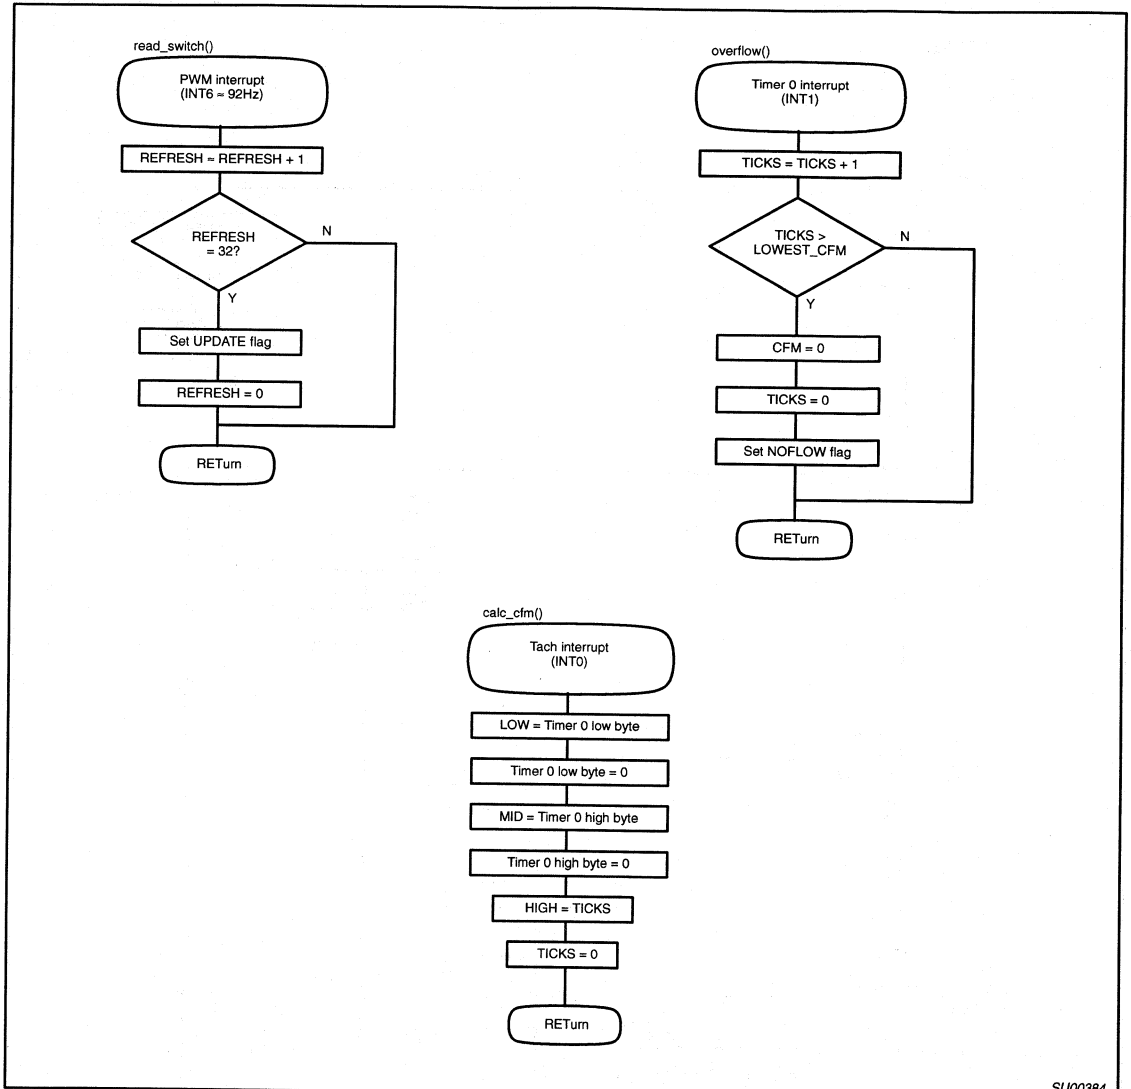 read_switch()
PWM interrupt
(INT6 ≈ 92Hz)
REFRESH = REFRESH + 1
REFRESH
= 32?
N
Y
Set UPDATE flag
REFRESH = 0
RETurn
overflow()
Timer 0 interrupt
(INT1)
TICKS = TICKS + 1
TICKS >
LOWEST_CFM
N
Y
CFM = 0
TICKS = 0
Set NOFLOW flag
RETurn
calc_cfm()
Tach interrupt
(INT0)
LOW = Timer 0 low byte
Timer 0 low byte = 0
MID = Timer 0 high byte
Timer 0 high byte = 0
HIGH = TICKS
TICKS = 0
RETurn
SU00384